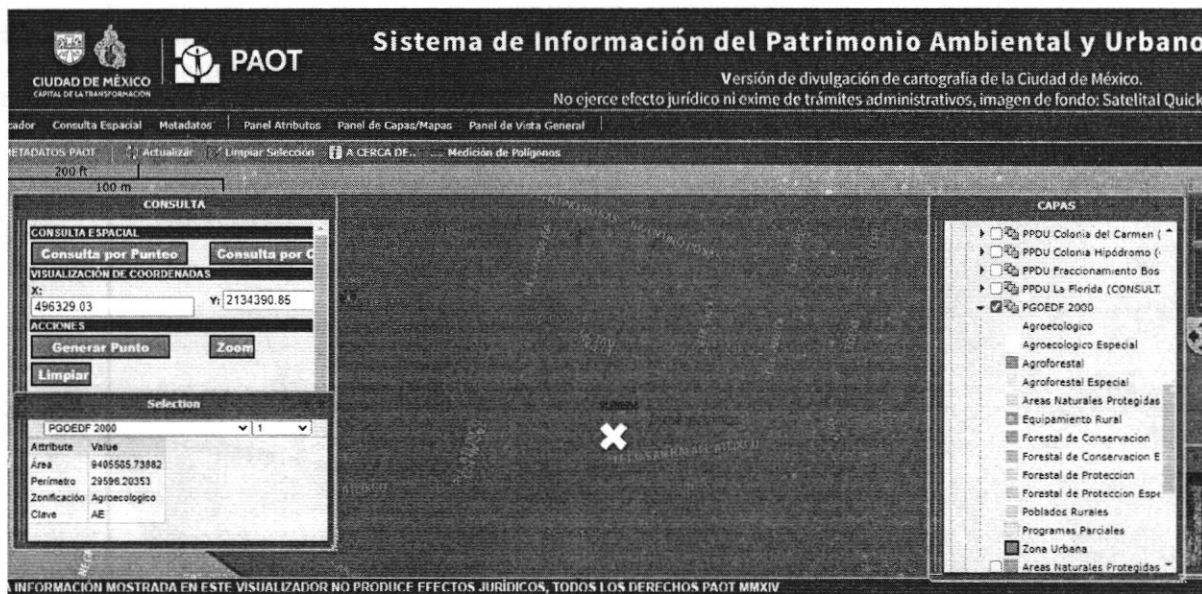 Sistema de Información del Patrimonio Ambiental y Urbano
CIUDAD DE MÉXICO
CAPITAL DE LA TRANSFORMACIÓN
PAOT
Versión de divulgación de cartografía de la Ciudad de México.
No ejerce efecto jurídico ni exime de trámites administrativos, imagen de fondo: Satelital Quick
cador Consulta Espacial Metadatos Panel Atributos Panel de Capas/Mapas Panel de Vista General
METADATOS PAOT Actualizar Limpiar Selección A CERCA DE.. Medición de Polígonos
200 ft
100 m
CONSULTA
CONSULTA ESPACIAL
Consulta por Punteo Consulta por C
VISUALIZACIÓN DE COORDENADAS
X: 496329.03 Y: 2134390.85
ACCIONES
Generar Punto Zoom
Limpiar
Selection
PGOEDF 2000 1
Attribute Value
Área 9405585.73882
Perímetro 29596.20353
Zonificación Agroecologico
Clave AE
CAPAS
PPDU Colonia del Carmen (
PPDU Colonia Hipódromo (
PPDU Fraccionamiento Bos
PPDU La Florida (CONSULT.
PGOEDF 2000
Agroecologico
Agroecologico Especial
Agroforestal
Agroforestal Especial
Areas Naturales Protegidas
Equipamiento Rural
Forestal de Conservacion
Forestal de Conservacion E
Forestal de Proteccion
Forestal de Proteccion Espe
Poblados Rurales
Programas Parciales
Zona Urbana
Areas Naturales Protegidas
A INFORMACIÓN MOSTRADA EN ESTE VISUALIZADOR NO PRODUCE EFECTOS JURÍDICOS, TODOS LOS DERECHOS PAOT MMXIV